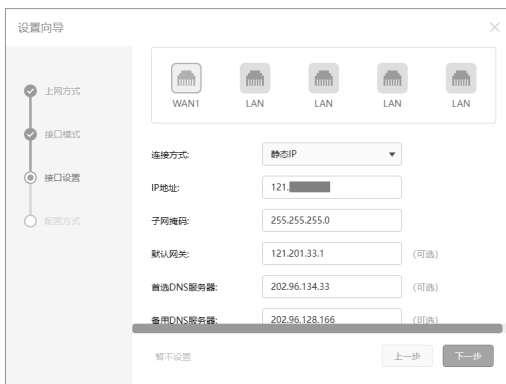 设置向导
上网方式
接口模式
接口设置
配置方式
WAN1 LAN LAN LAN LAN
连接方式: 静态IP
IP地址: 121.
子网掩码: 255.255.255.0
默认网关: 121.201.33.1 (可选)
首选DNS服务器: 202.96.134.33 (可选)
备用DNS服务器: 202.96.128.166 (可选)
暂不设置 上一步 下一步